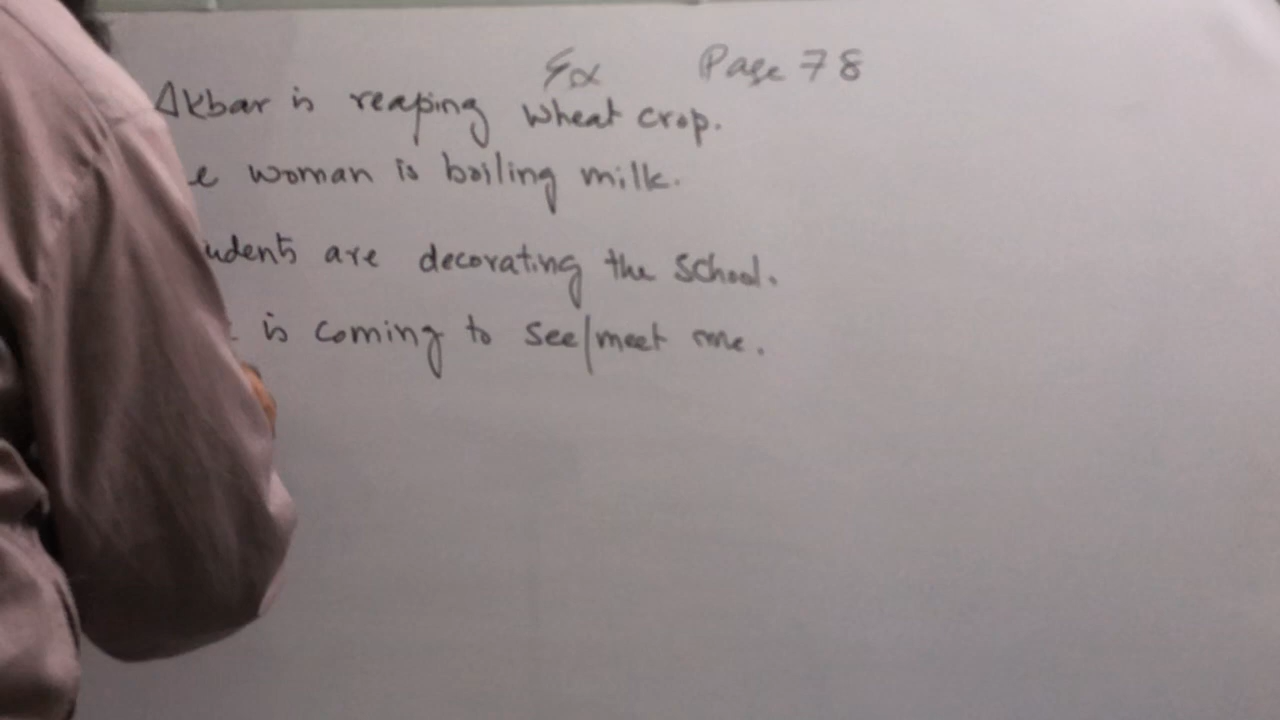 Ex Page 78
Akbar is reaping wheat crop.
e woman is boiling milk.
udents are decorating the school.
is coming to see/meet me.